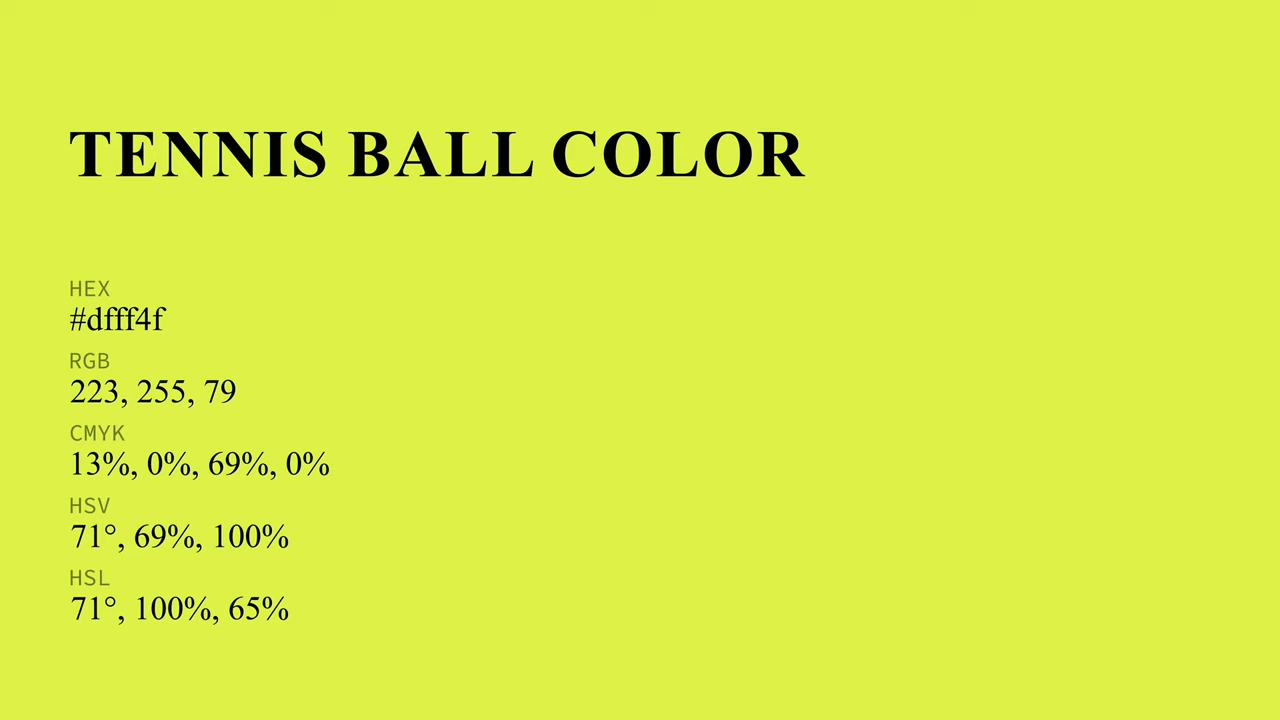 TENNIS BALL COLOR
HEX
#dfff4f
RGB
223, 255, 79
CMYK
13%, 0%, 69%, 0%
HSV
71°, 69%, 100%
HSL
71°, 100%, 65%